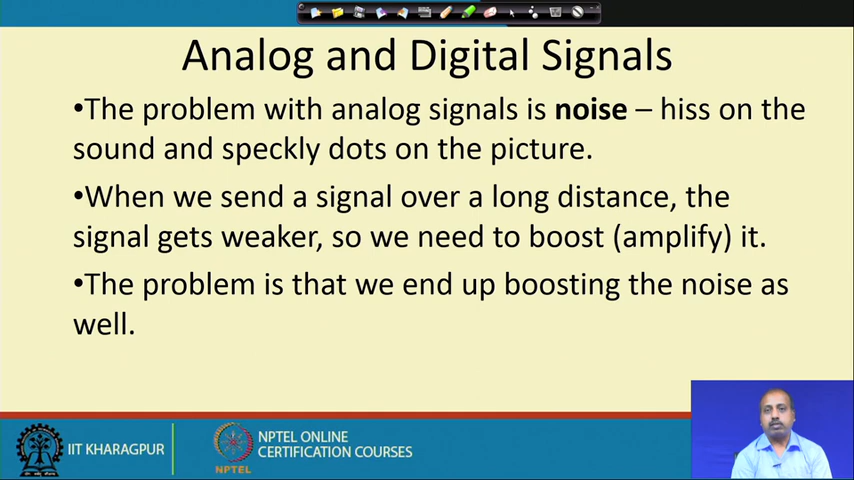 Analog and Digital Signals
•The problem with analog signals is noise – hiss on the
sound and speckly dots on the picture.
•When we send a signal over a long distance, the
signal gets weaker, so we need to boost (amplify) it.
•The problem is that we end up boosting the noise as
well.
IIT KHARAGPUR
NPTEL
NPTEL ONLINE
CERTIFICATION COURSES